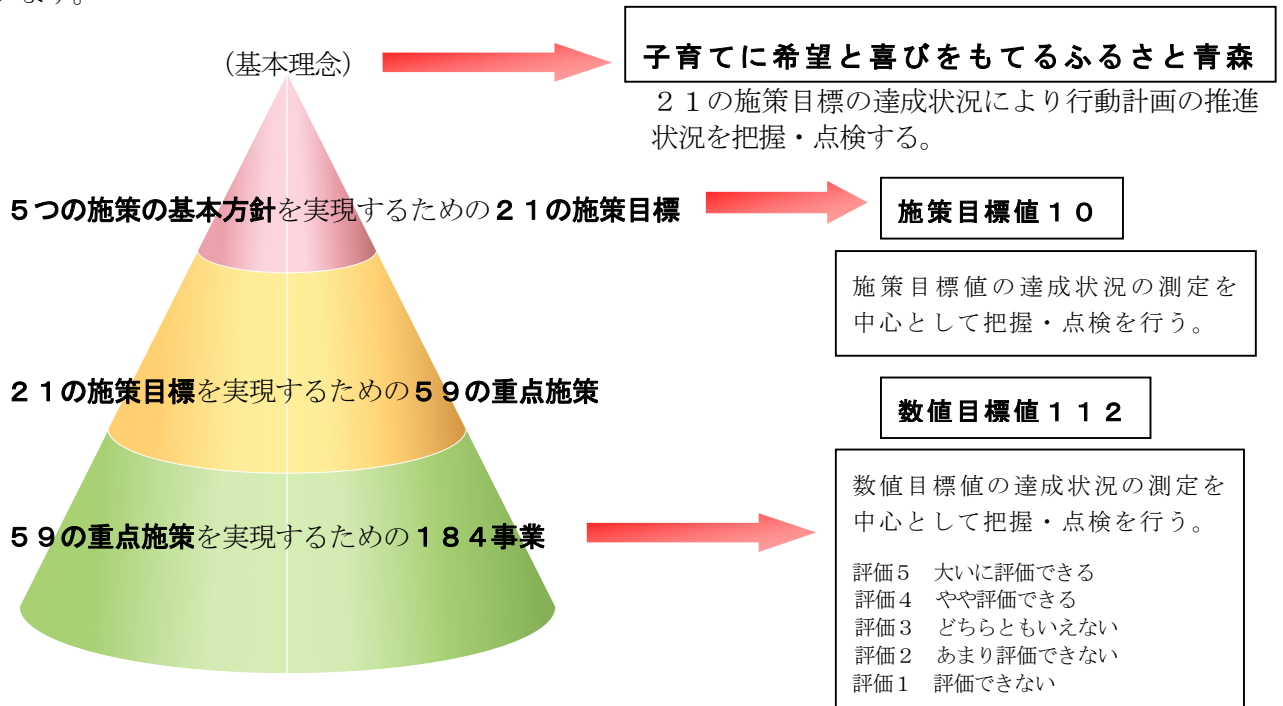 います。
(基本理念)
子育てに希望と喜びをもてるふるさと青森
21の施策目標の達成状況により行動計画の推進
状況を把握・点検する。
5つの施策の基本方針を実現するための21の施策目標
施策目標値10
施策目標値の達成状況の測定を
中心として把握・点検を行う。
21の施策目標を実現するための59の重点施策
数値目標値112
59の重点施策を実現するための184事業
数値目標値の達成状況の測定を
中心として把握・点検を行う。
評価5 大いに評価できる
評価4 やや評価できる
評価3 どちらともいえない
評価2 あまり評価できない
評価1 評価できない